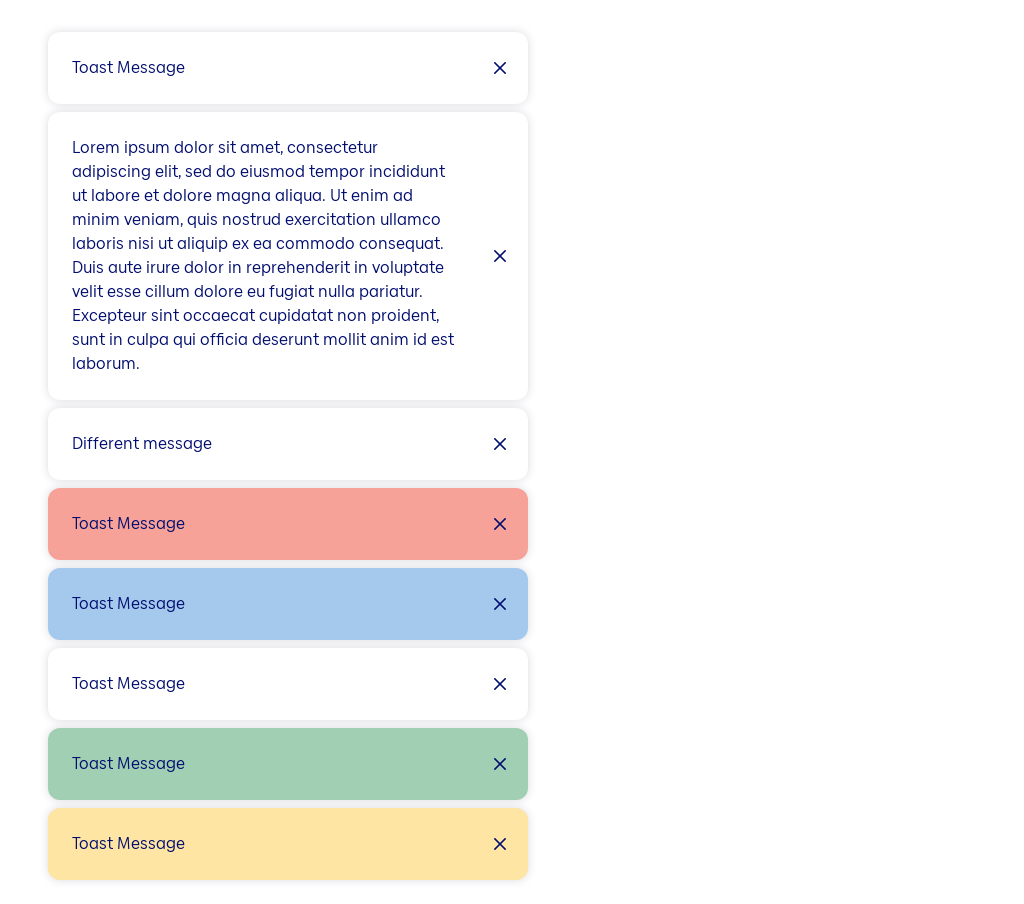 Toast Message
Lorem ipsum dolor sit amet, consectetur
adipiscing elit, sed do eiusmod tempor incididunt
ut labore et dolore magna aliqua. Ut enim ad
minim veniam, quis nostrud exercitation ullamco
laboris nisi ut aliquip ex ea commodo consequat.
Duis aute irure dolor in reprehenderit in voluptate
velit esse cillum dolore eu fugiat nulla pariatur.
Excepteur sint occaecat cupidatat non proident,
sunt in culpa qui officia deserunt mollit anim id est
laborum.
Different message
Toast Message
Toast Message
Toast Message
Toast Message
Toast Message